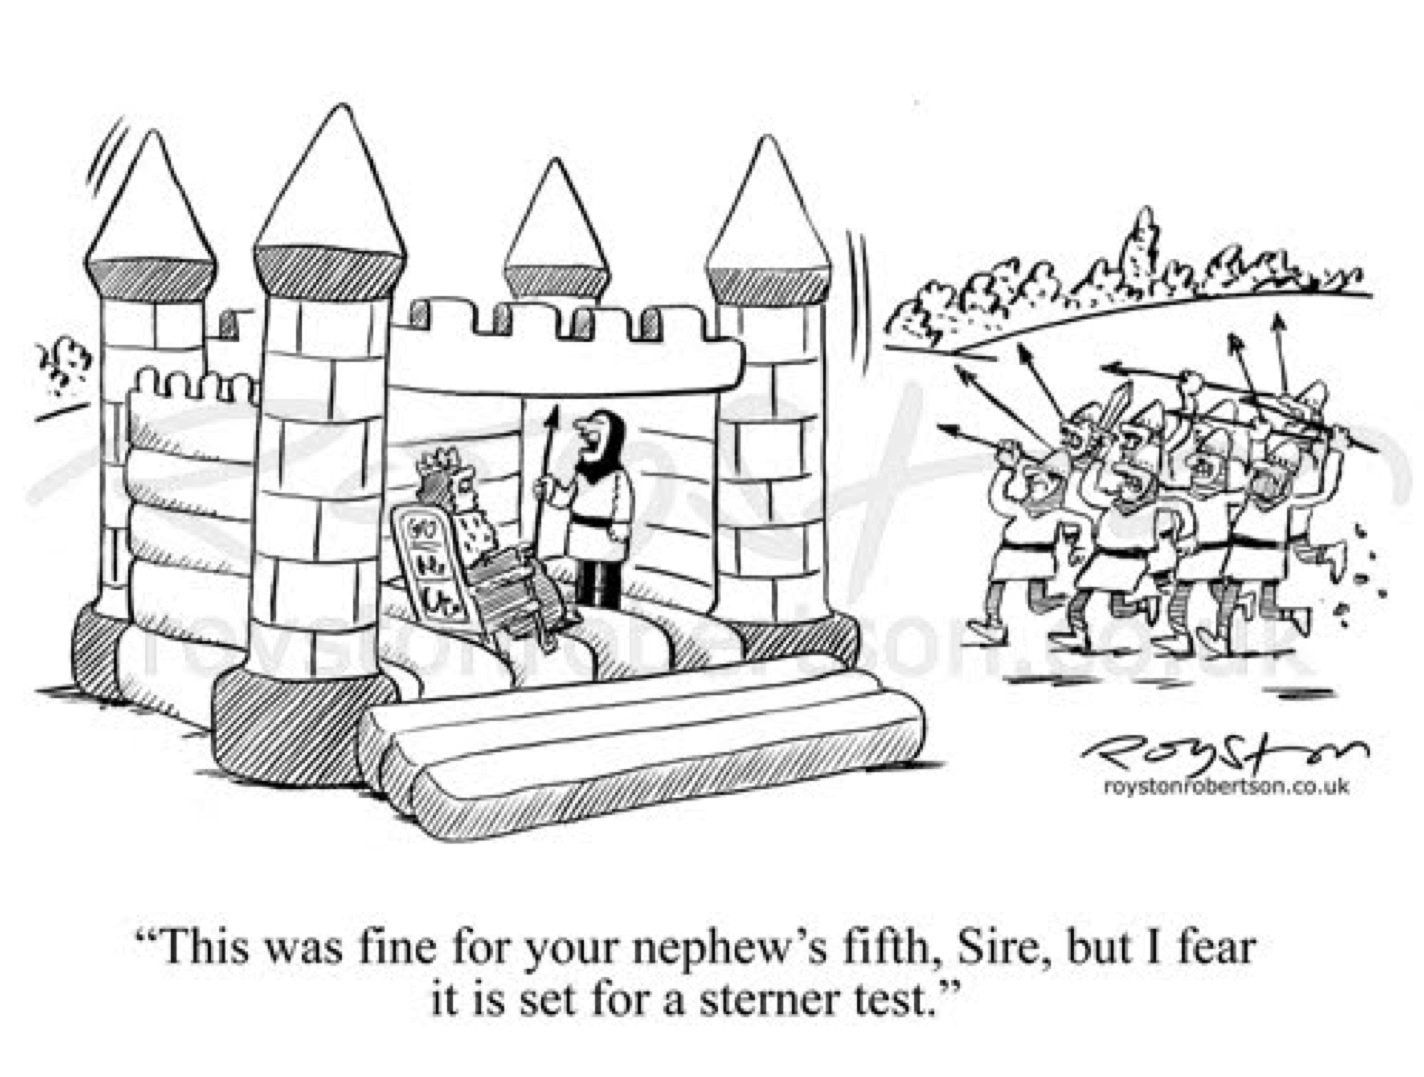 Royston
roystonrobertson.co.uk
“This was fine for your nephew’s fifth, Sire, but I fear
it is set for a sterner test.”